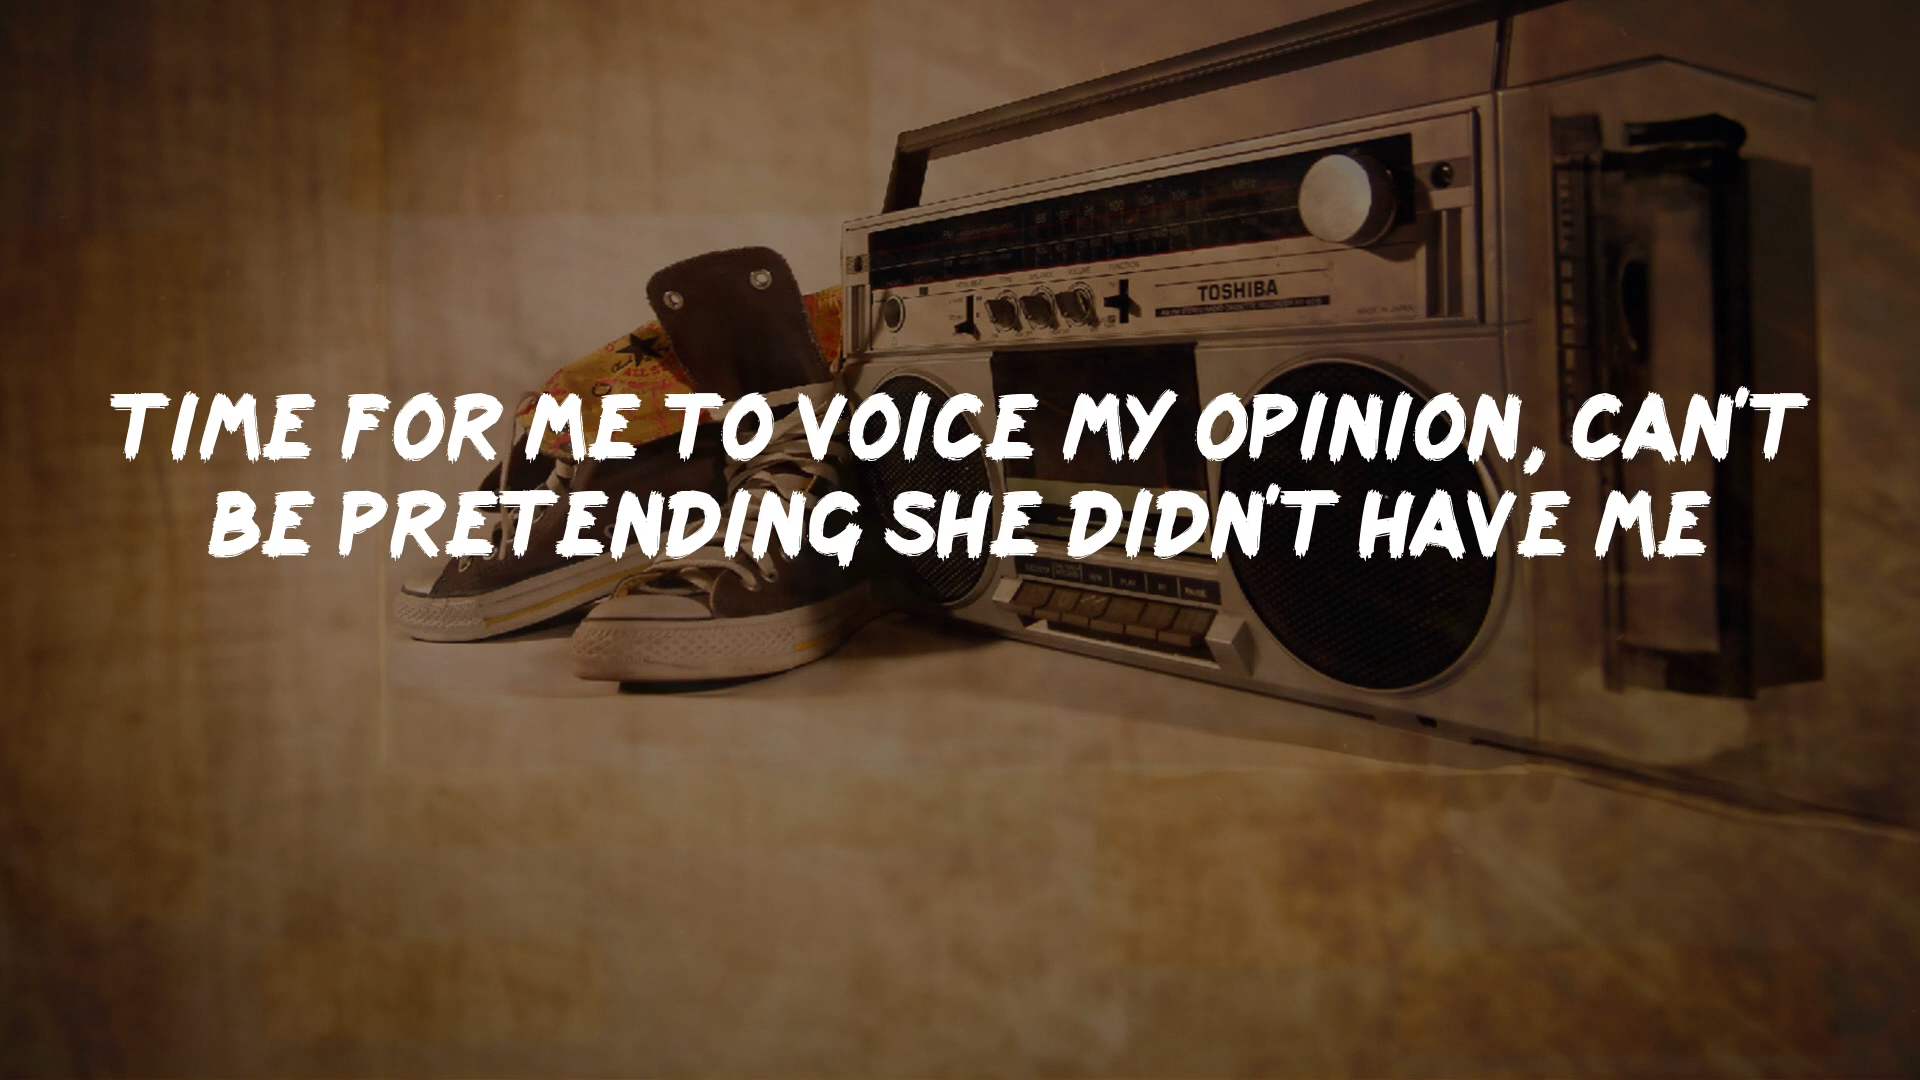 TOSHIBA
TIME FOR ME TO VOICE MY OPINION, CAN'T
BE PRETENDING SHE DIDN'T HAVE ME